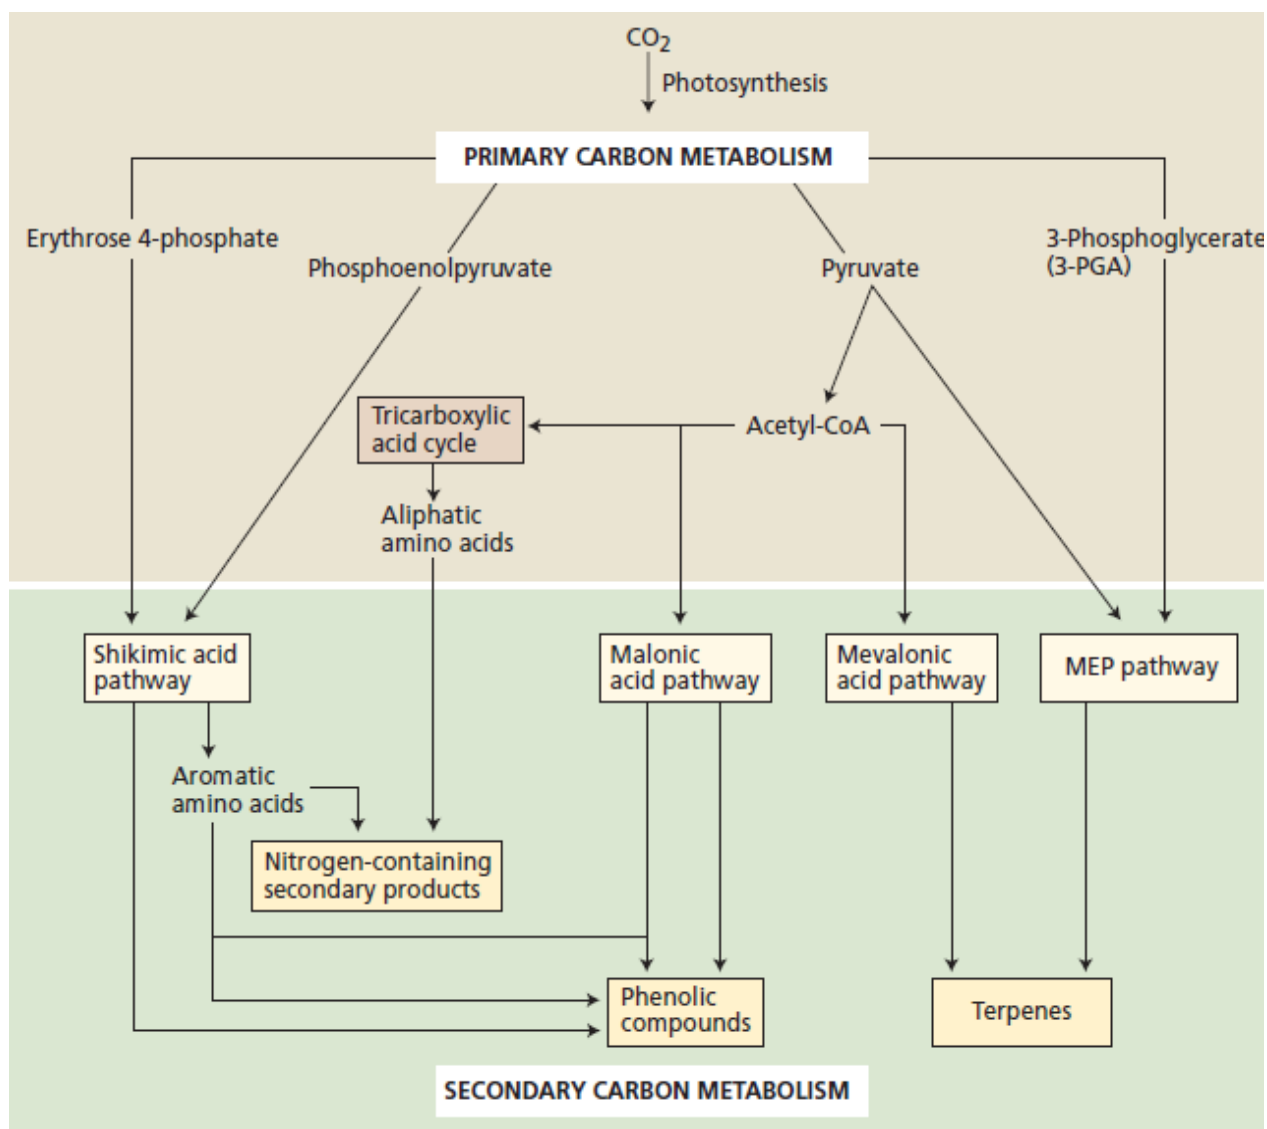 CO2
Photosynthesis
PRIMARY CARBON METABOLISM
Erythrose 4-phosphate
Phosphoenolpyruvate
Pyruvate
3-Phosphoglycerate
(3-PGA)
Tricarboxylic
acid cycle
Acetyl-CoA
Aliphatic
amino acids
Shikimic acid
pathway
Malonic
acid pathway
Mevalonic
acid pathway
MEP pathway
Aromatic
amino acids
Nitrogen-containing
secondary products
Phenolic
compounds
Terpenes
SECONDARY CARBON METABOLISM